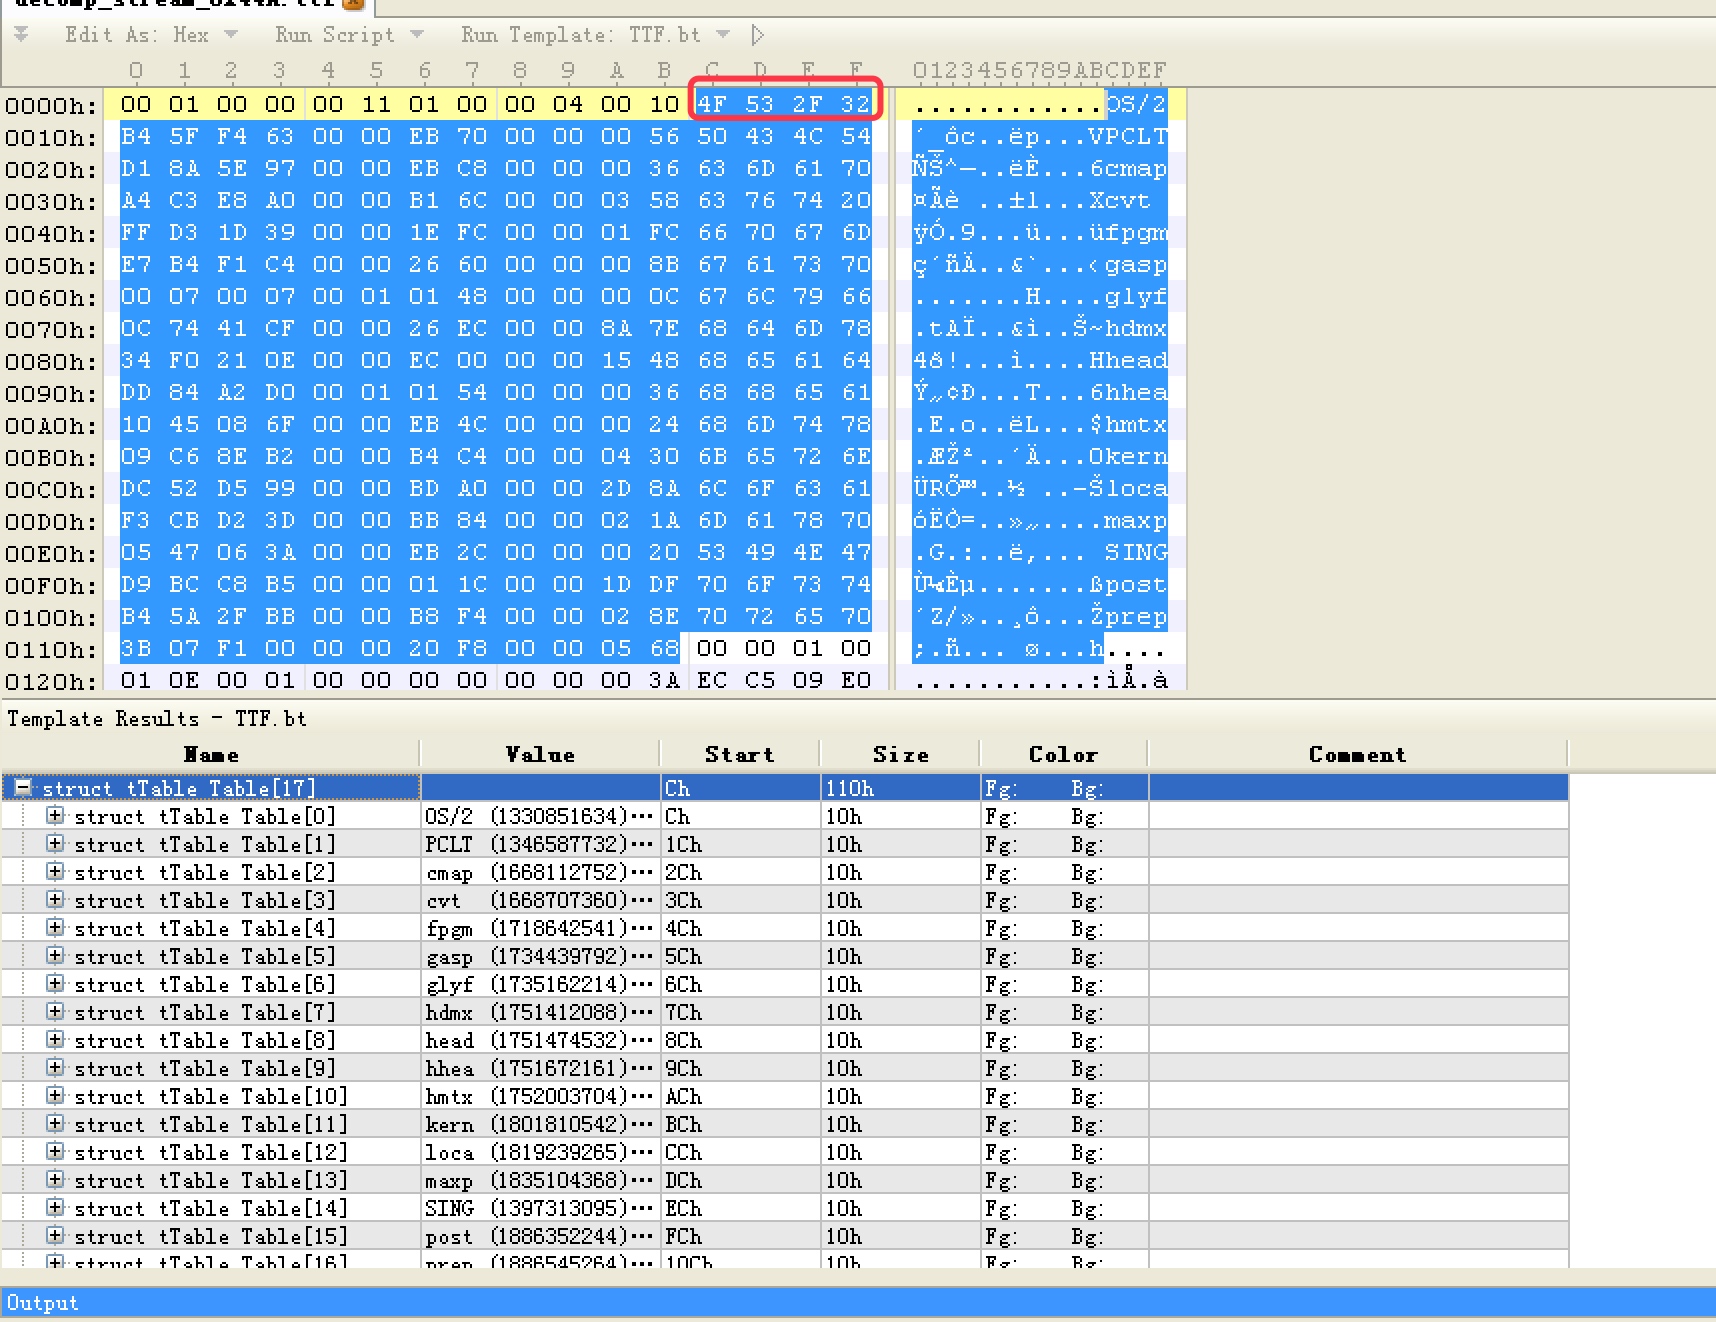 decomp_stream_0x44A.ttf
Edit As: Hex Run Script Run Template: TTF.bt
0 1 2 3 4 5 6 7 8 9 A B C D E F 0123456789ABCDEF
0000h: 00 01 00 00 00 11 01 00 00 04 00 10 4F 53 2F 32 ............OS/2
0010h: B4 5F F4 63 00 00 EB 70 00 00 00 56 50 43 4C 54 ´_ôc..ëp...VPCLT
0020h: D1 8A 5E 97 00 00 EB C8 00 00 00 36 63 6D 61 70 ÑŠ^—..ëÈ...6cmap
0030h: A4 C3 E8 A0 00 00 B1 6C 00 00 03 58 63 76 74 20 ¤Ãè ..±l...Xcvt
0040h: FF D3 1D 39 00 00 1E FC 00 00 01 FC 66 70 67 6D ÿÓ.9...ü...üfpgm
0050h: E7 B4 F1 C4 00 00 26 60 00 00 00 8B 67 61 73 70 ç´ñÄ..&`...‹gasp
0060h: 00 07 00 07 00 01 01 48 00 00 00 0C 67 6C 79 66 .......H....glyf
0070h: 0C 74 41 CF 00 00 26 EC 00 00 8A 7E 68 64 6D 78 .tAÏ..&ì..Š~hdmx
0080h: 34 F0 21 0E 00 00 EC 00 00 00 15 48 68 65 61 64 4ð!...ì....Hhead
0090h: DD 84 A2 D0 00 01 01 54 00 00 00 36 68 68 65 61 Ý„¢Ð...T...6hhea
00A0h: 10 45 08 6F 00 00 EB 4C 00 00 00 24 68 6D 74 78 .E.o..ëL...$hmtx
00B0h: 09 C6 8E B2 00 00 B4 C4 00 00 04 30 6B 65 72 6E .ÆŽ²..´Ä...0kern
00C0h: DC 52 D5 99 00 00 BD A0 00 00 2D 8A 6C 6F 63 61 ÜRÕ™..½ ..-Šloca
00D0h: F3 CB D2 3D 00 00 BB 84 00 00 02 1A 6D 61 78 70 óËÒ=..»„....maxp
00E0h: 05 47 06 3A 00 00 EB 2C 00 00 00 20 53 49 4E 47 .G.:..ë,... SING
00F0h: D9 BC C8 B5 00 00 01 1C 00 00 1D DF 70 6F 73 74 Ù¼Èµ.......ßpost
0100h: B4 5A 2F BB 00 00 B8 F4 00 00 02 8E 70 72 65 70 ´Z/»..¸ô...Žprep
0110h: 3B 07 F1 00 00 00 20 F8 00 00 05 68 00 00 01 00 ;.ñ... ø...h....
0120h: 01 0E 00 01 00 00 00 00 00 00 00 3A EC C5 09 E0 ...........:ìÅ.à
Template Results - TTF.bt
Name Value Start Size Color Comment
struct tTable Table[17] Ch 110h Fg: Bg:
struct tTable Table[0] OS/2 (1330851634)... Ch 10h Fg: Bg:
struct tTable Table[1] PCLT (1346587732)... 1Ch 10h Fg: Bg:
struct tTable Table[2] cmap (1668112752)... 2Ch 10h Fg: Bg:
struct tTable Table[3] cvt (1668707360)... 3Ch 10h Fg: Bg:
struct tTable Table[4] fpgm (1718642541)... 4Ch 10h Fg: Bg:
struct tTable Table[5] gasp (1734439792)... 5Ch 10h Fg: Bg:
struct tTable Table[6] glyf (1735162214)... 6Ch 10h Fg: Bg:
struct tTable Table[7] hdmx (1751412088)... 7Ch 10h Fg: Bg:
struct tTable Table[8] head (1751474532)... 8Ch 10h Fg: Bg:
struct tTable Table[9] hhea (1751672161)... 9Ch 10h Fg: Bg:
struct tTable Table[10] hmtx (1752003704)... ACh 10h Fg: Bg:
struct tTable Table[11] kern (1801810542)... BCh 10h Fg: Bg:
struct tTable Table[12] loca (1819239265)... CCh 10h Fg: Bg:
struct tTable Table[13] maxp (1835104368)... DCh 10h Fg: Bg:
struct tTable Table[14] SING (1397313095)... ECh 10h Fg: Bg:
struct tTable Table[15] post (1886352244)... FCh 10h Fg: Bg:
struct tTable Table[16] prep (1886545264)... 10Ch 10h Fg: Bg:
Output